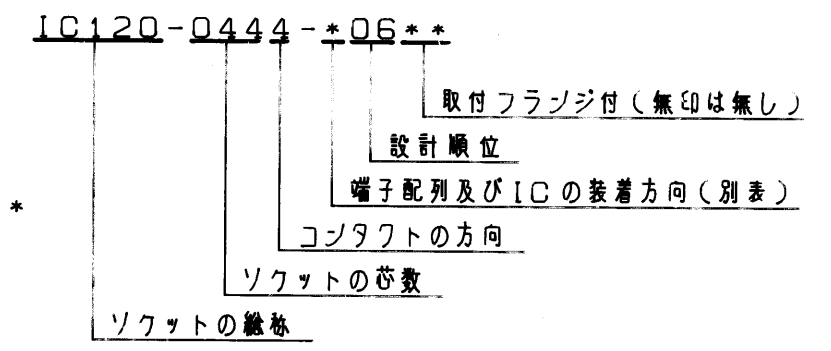 IC120-0444-*06**
取付フランジ付(無印は無し)
設計順位
端子配列及びICの装着方向(別表)
*
コンタクトの方向
ソケットの芯数
ソケットの総称